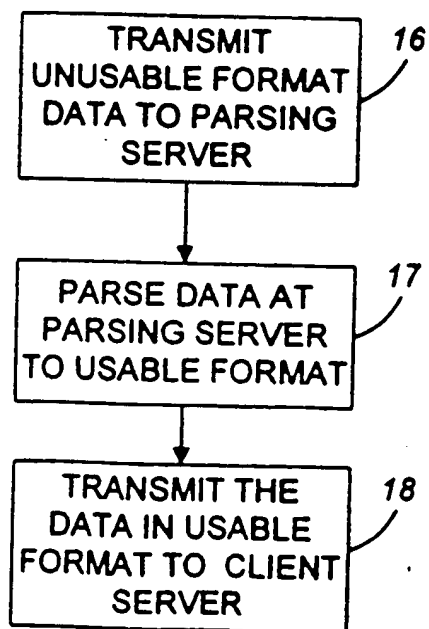 TRANSMIT
UNUSABLE FORMAT
DATA TO PARSING
SERVER
16
PARSE DATA AT
PARSING SERVER
TO USABLE FORMAT
17
TRANSMIT THE
DATA IN USABLE
FORMAT TO CLIENT
SERVER
18